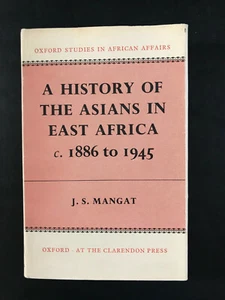 OXFORD STUDIES IN AFRICAN AFFAIRS
A HISTORY OF
THE ASIANS IN
EAST AFRICA
c. 1886 to 1945
J. S. MANGAT
OXFORD · AT THE CLARENDON PRESS